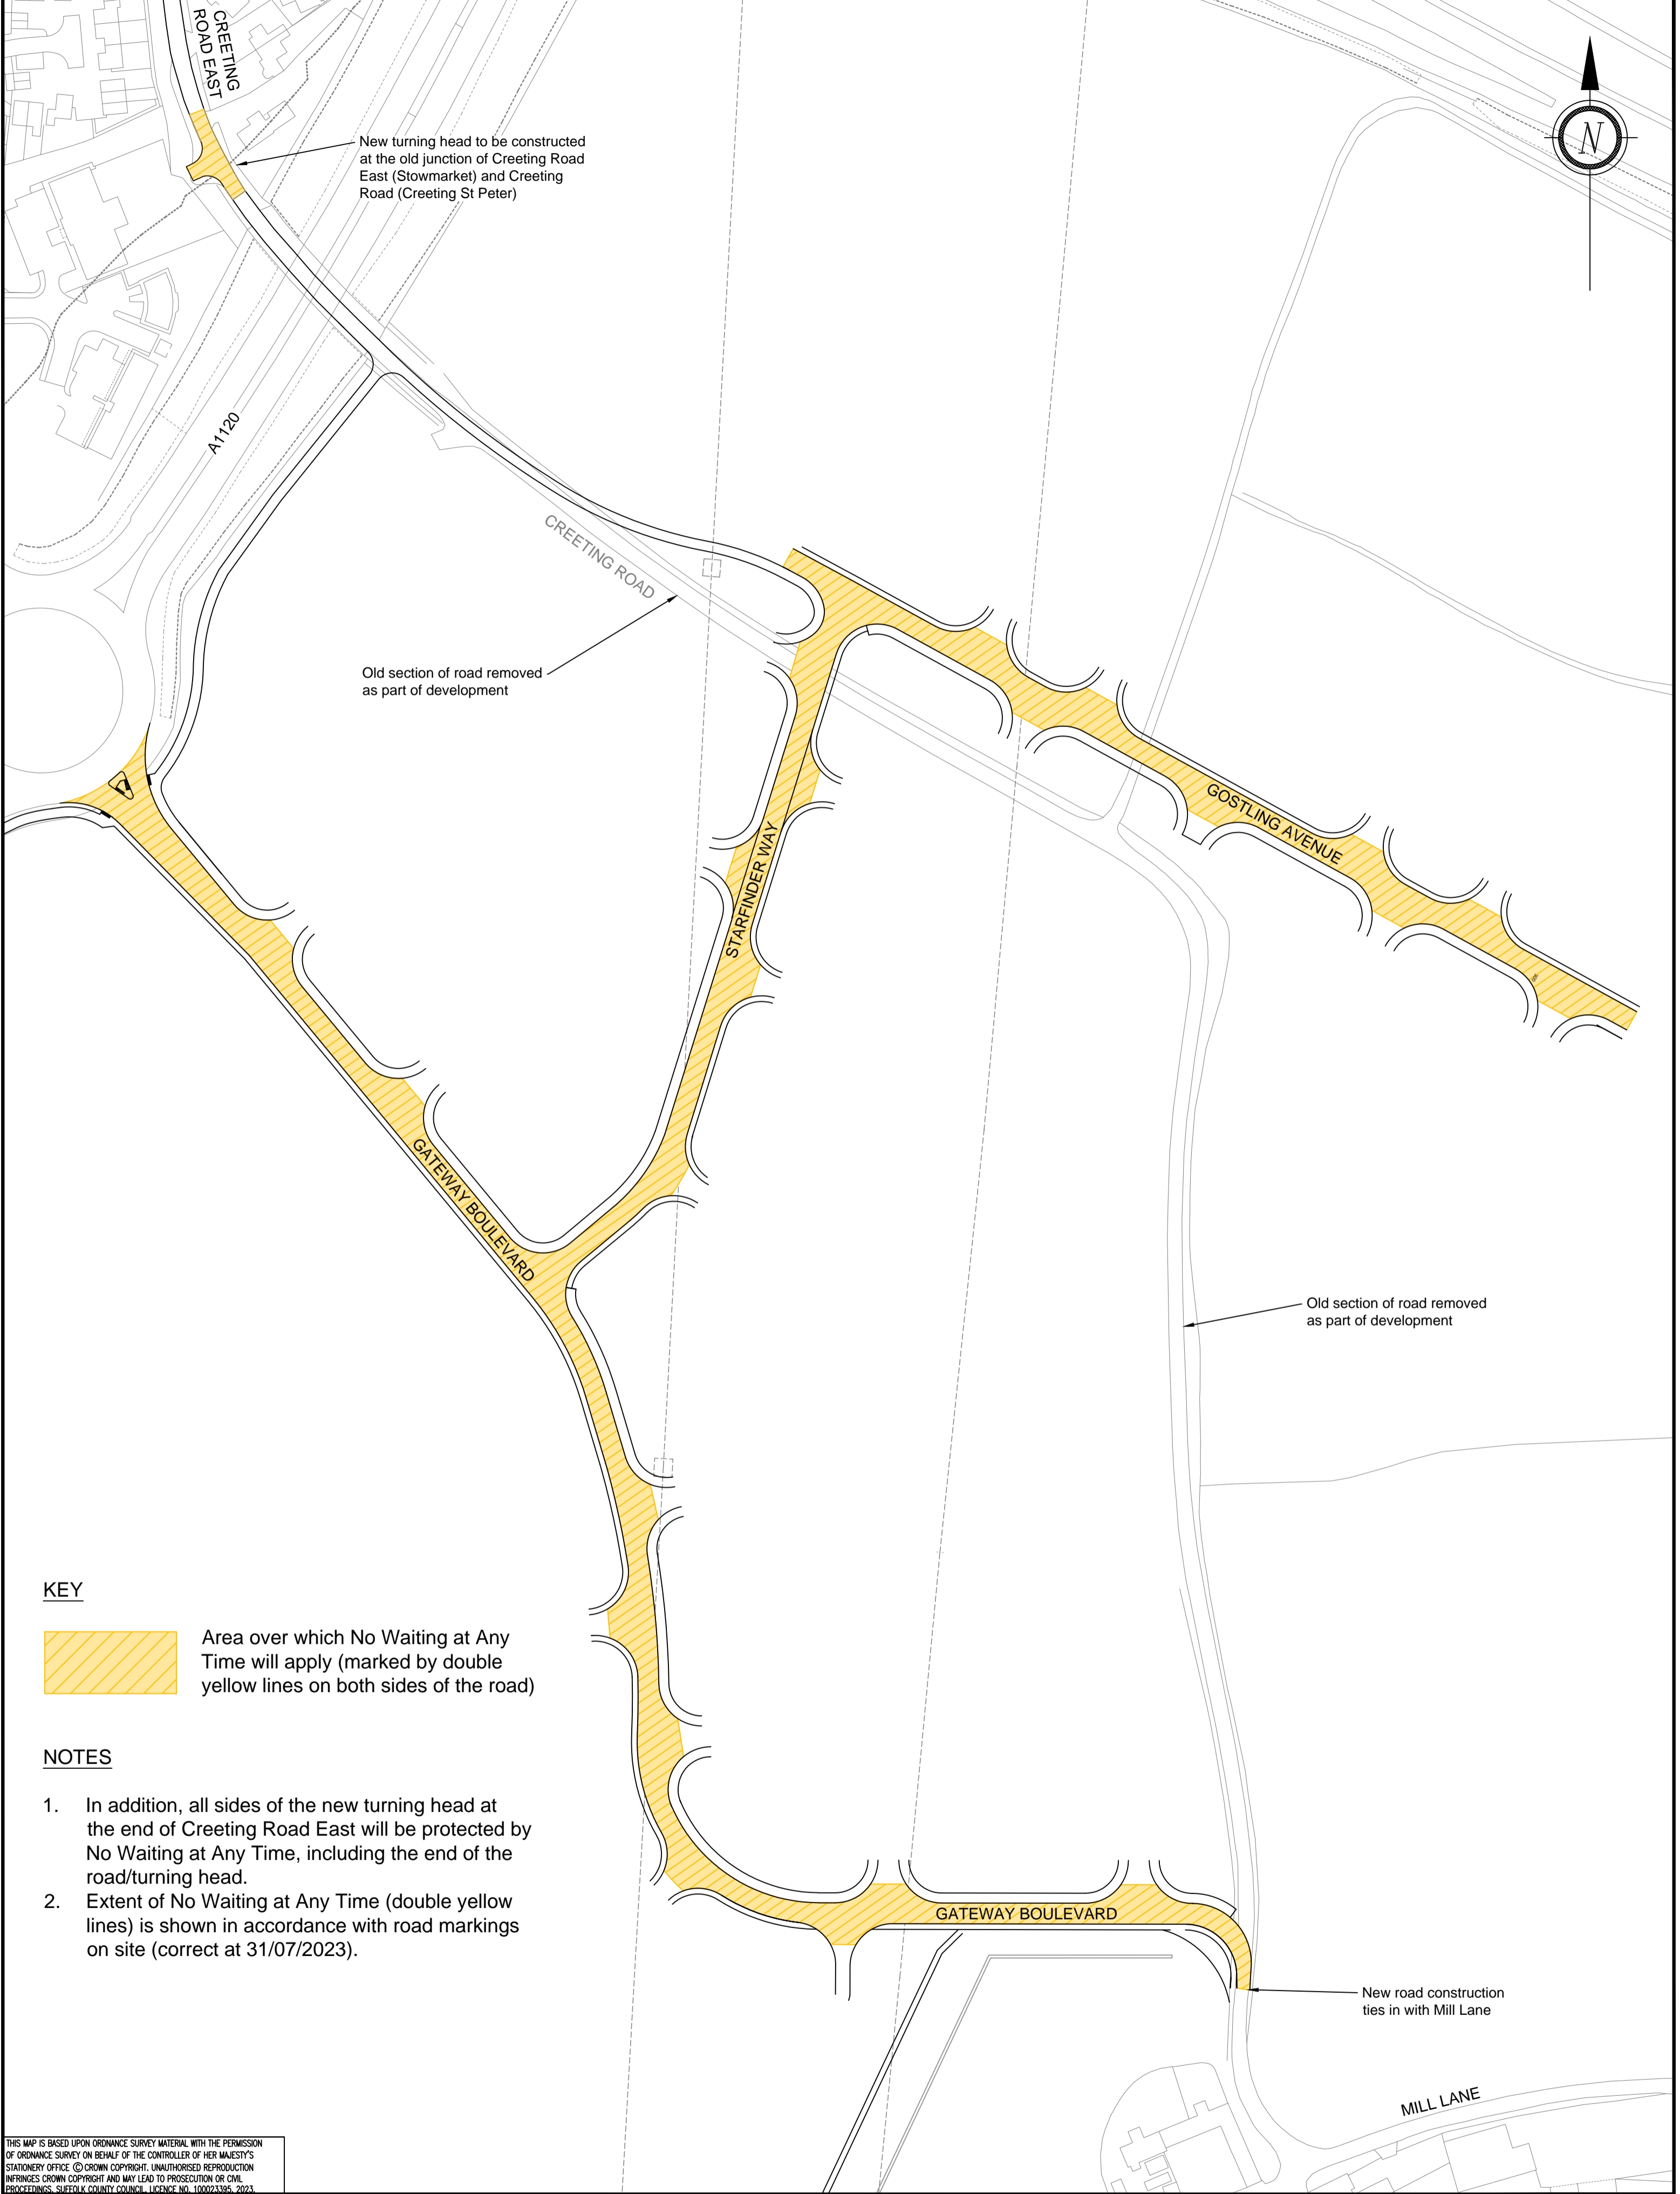 CREETING
ROAD EAST
New turning head to be constructed
at the old junction of Creeting Road
East (Stowmarket) and Creeting
Road (Creeting St Peter)
N
A1120
CREETING ROAD
Old section of road removed
as part of development
GOSTLING AVENUE
STARFINDER WAY
GATEWAY BOULEVARD
Old section of road removed
as part of development
KEY
Area over which No Waiting at Any
Time will apply (marked by double
yellow lines on both sides of the road)
NOTES
1. In addition, all sides of the new turning head at
the end of Creeting Road East will be protected by
No Waiting at Any Time, including the end of the
road/turning head.
2. Extent of No Waiting at Any Time (double yellow
lines) is shown in accordance with road markings
on site (correct at 31/07/2023).
GATEWAY BOULEVARD
New road construction
ties in with Mill Lane
MILL LANE
THIS MAP IS BASED UPON ORDNANCE SURVEY MATERIAL WITH THE PERMISSION
OF ORDNANCE SURVEY ON BEHALF OF THE CONTROLLER OF HER MAJESTY'S
STATIONERY OFFICE © CROWN COPYRIGHT. UNAUTHORISED REPRODUCTION
INFRINGES CROWN COPYRIGHT AND MAY LEAD TO PROSECUTION OR CIVIL
PROCEEDINGS. SUFFOLK COUNTY COUNCIL. LICENCE NO. 100023395. 2023.